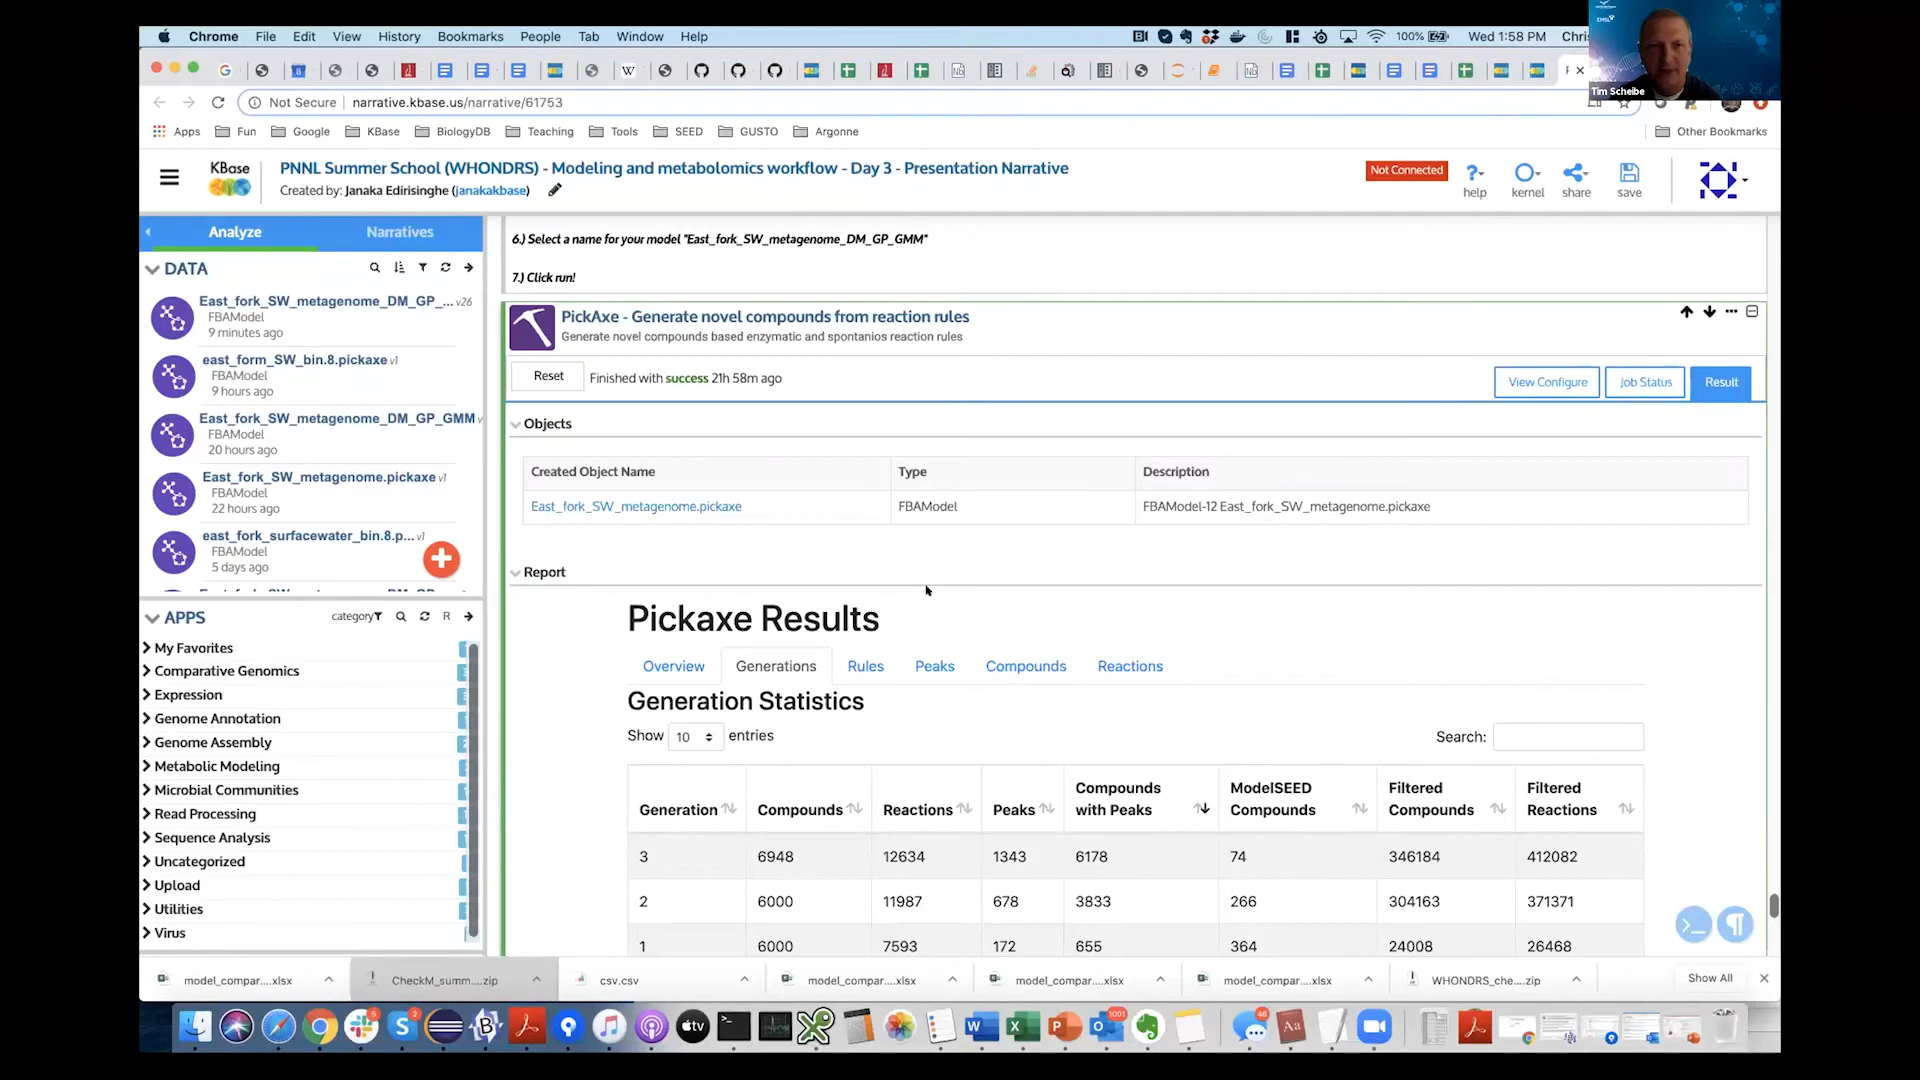 Chrome File Edit View History Bookmarks People Tab Window Help 100% Wed 1:58 PM Chris
Tim Scheibe
Not Secure narrative.kbase.us/narrative/61753
Apps Fun Google KBase BiologyDB Teaching Tools SEED GUSTO Argonne Other Bookmarks
KBase
PNNL Summer School (WHONDRS) - Modeling and metabolomics workflow - Day 3 - Presentation Narrative
Created by: Janaka Edirisinghe (janakakbase)
Not Connected
help kernel share save
Analyze Narratives
DATA
East_fork_SW_metagenome_DM_GP_... v26
FBAModel
9 minutes ago
east_form_SW_bin.8.pickaxe v1
FBAModel
9 hours ago
East_fork_SW_metagenome_DM_GP_GMM v
FBAModel
20 hours ago
East_fork_SW_metagenome.pickaxe v1
FBAModel
22 hours ago
east_fork_surfacewater_bin.8.p... v1
FBAModel
5 days ago
APPS category R
My Favorites
Comparative Genomics
Expression
Genome Annotation
Genome Assembly
Metabolic Modeling
Microbial Communities
Read Processing
Sequence Analysis
Uncategorized
Upload
Utilities
Virus
6.) Select a name for your model "East_fork_SW_metagenome_DM_GP_GMM"
7.) Click run!
PickAxe - Generate novel compounds from reaction rules
Generate novel compounds based enzymatic and spontanios reaction rules
Reset Finished with success 21h 58m ago
View Configure Job Status Result
Objects
Created Object Name Type Description
East_fork_SW_metagenome.pickaxe FBAModel FBAModel-12 East_fork_SW_metagenome.pickaxe
Report
Pickaxe Results
Overview Generations Rules Peaks Compounds Reactions
Generation Statistics
Show 10 entries Search:
Generation Compounds Reactions Peaks Compounds with Peaks ModelSEED Compounds Filtered Compounds Filtered Reactions
3 6948 12634 1343 6178 74 346184 412082
2 6000 11987 678 3833 266 304163 371371
1 6000 7593 172 655 364 24008 26468
model_compar....xlsx CheckM_summ....zip csv.csv model_compar....xlsx model_compar....xlsx model_compar....xlsx WHONDRS_che....zip Show All